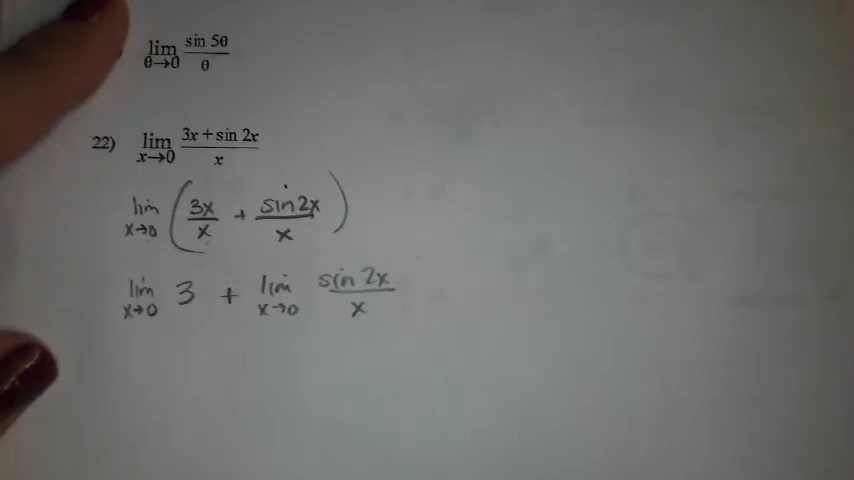 lim θ→0 sin 5θ / θ
22) lim x→0 3x + sin 2x / x
lim x→0 ( 3x / x + sin 2x / x )
lim x→0 3 + lim x→0 sin 2x / x